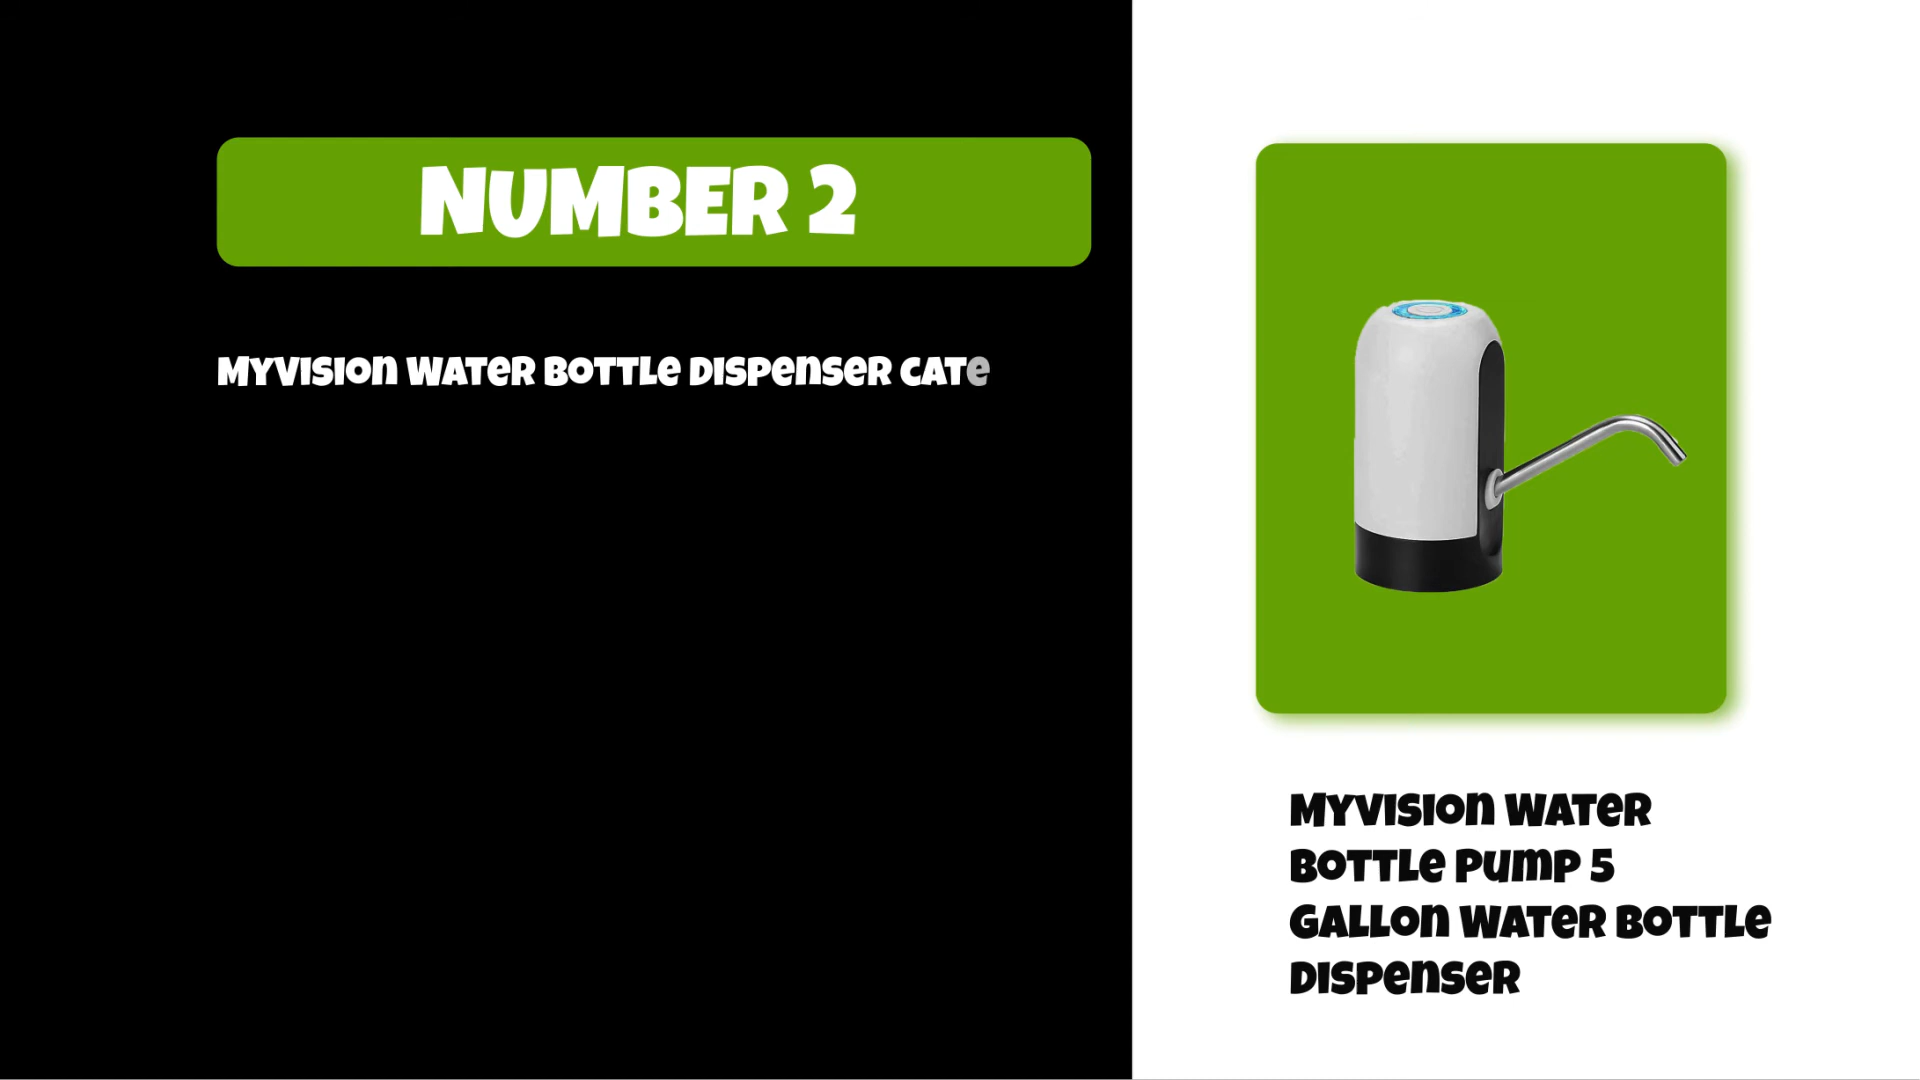 NUMBER 2
MYVISION WATER BOTTLE DISPENSER CATE
MYVISION WATER
BOTTLE PUMP 5
GALLON WATER BOTTLE
DISPENSER